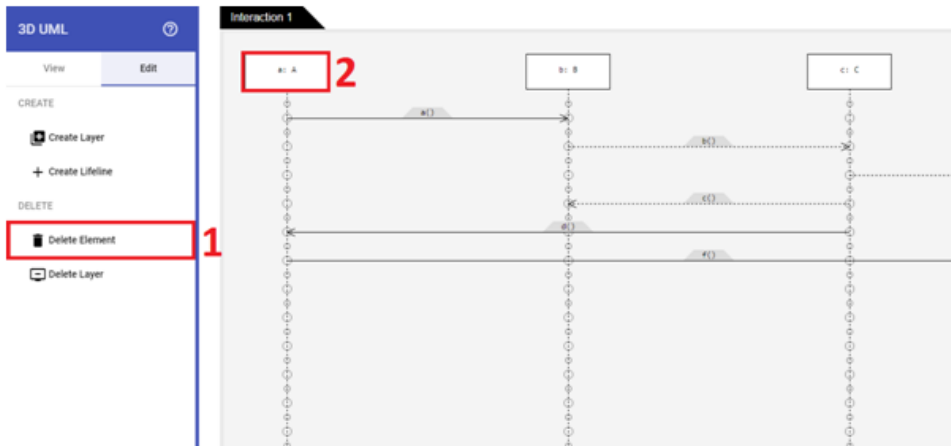 3D UML
View Edit
CREATE
Create Layer
Create Lifeline
DELETE
Delete Element
1
Delete Layer
Interaction 1
a: A
2
b: B
c: C
a()
b()
c()
d()
f()